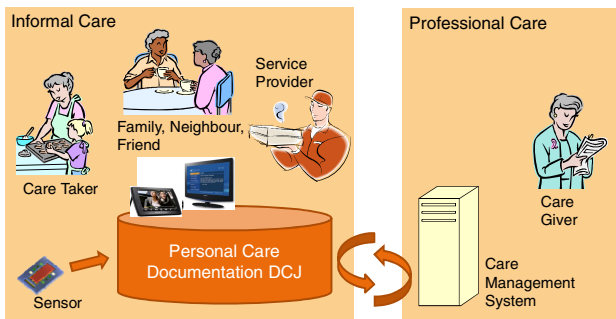 Informal Care
Service
Provider
Family, Neighbour,
Friend
Care Taker
Personal Care
Documentation DCJ
Sensor
Professional Care
Care
Giver
Care
Management
System